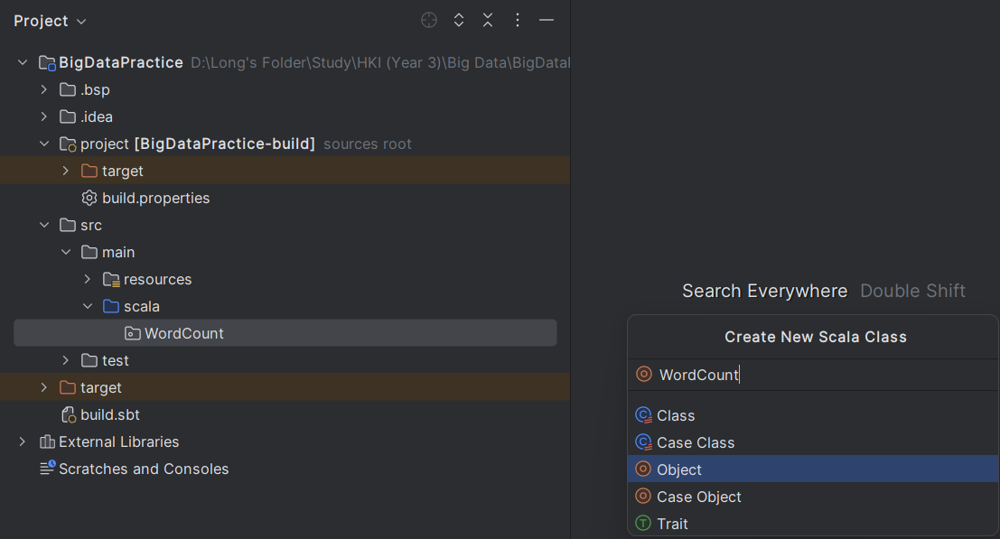 Project
BigDataPractice D:\Long's Folder\Study\HKI (Year 3)\Big Data\BigDataI
.bsp
.idea
project [BigDataPractice-build] sources root
target
build.properties
src
main
resources
scala
WordCount
test
target
build.sbt
External Libraries
Scratches and Consoles
Search Everywhere Double Shift
Create New Scala Class
WordCount
Class
Case Class
Object
Case Object
Trait